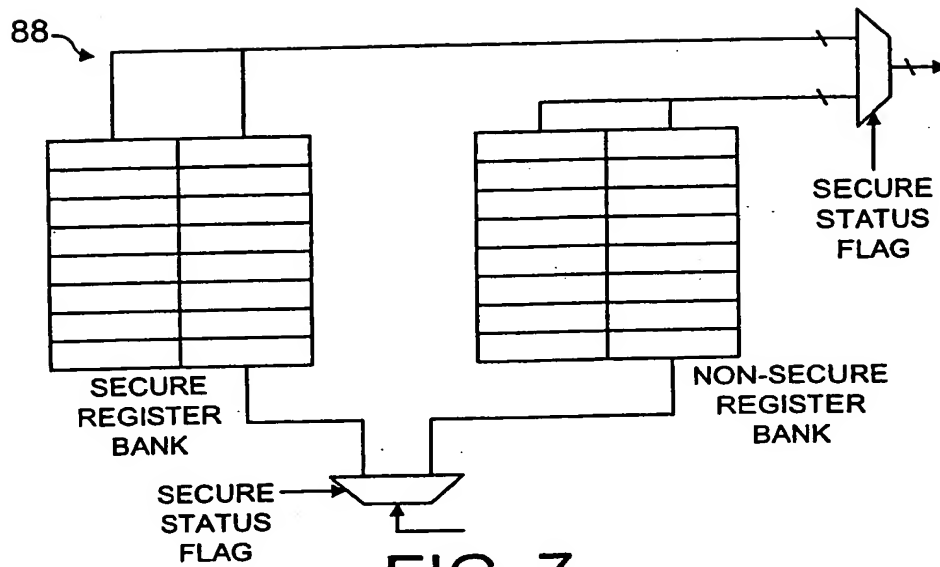 88
SECURE
STATUS
FLAG
SECURE
REGISTER
BANK
NON-SECURE
REGISTER
BANK
SECURE
STATUS
FLAG